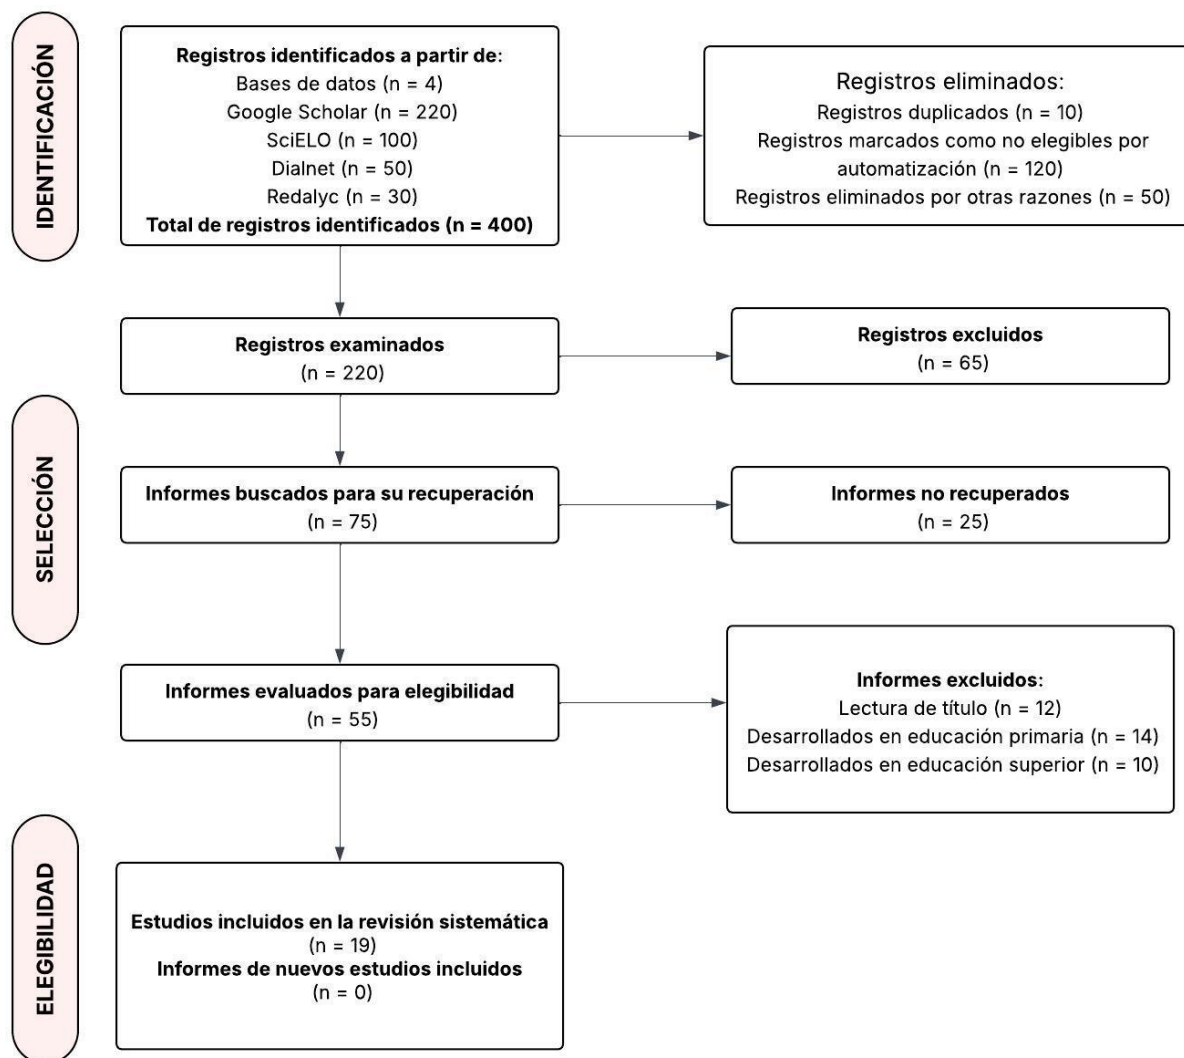 IDENTIFICACIÓN
Registros identificados a partir de:
Bases de datos (n = 4)
Google Scholar (n = 220)
SciELO (n = 100)
Dialnet (n = 50)
Redalyc (n = 30)
Total de registros identificados (n = 400)
Registros eliminados:
Registros duplicados (n = 10)
Registros marcados como no elegibles por
automatización (n = 120)
Registros eliminados por otras razones (n = 50)
Registros examinados
(n = 220)
Registros excluidos
(n = 65)
SELECCIÓN
Informes buscados para su recuperación
(n = 75)
Informes no recuperados
(n = 25)
Informes evaluados para elegibilidad
(n = 55)
Informes excluidos:
Lectura de título (n = 12)
Desarrollados en educación primaria (n = 14)
Desarrollados en educación superior (n = 10)
ELEGIBILIDAD
Estudios incluidos en la revisión sistemática
(n = 19)
Informes de nuevos estudios incluidos
(n = 0)